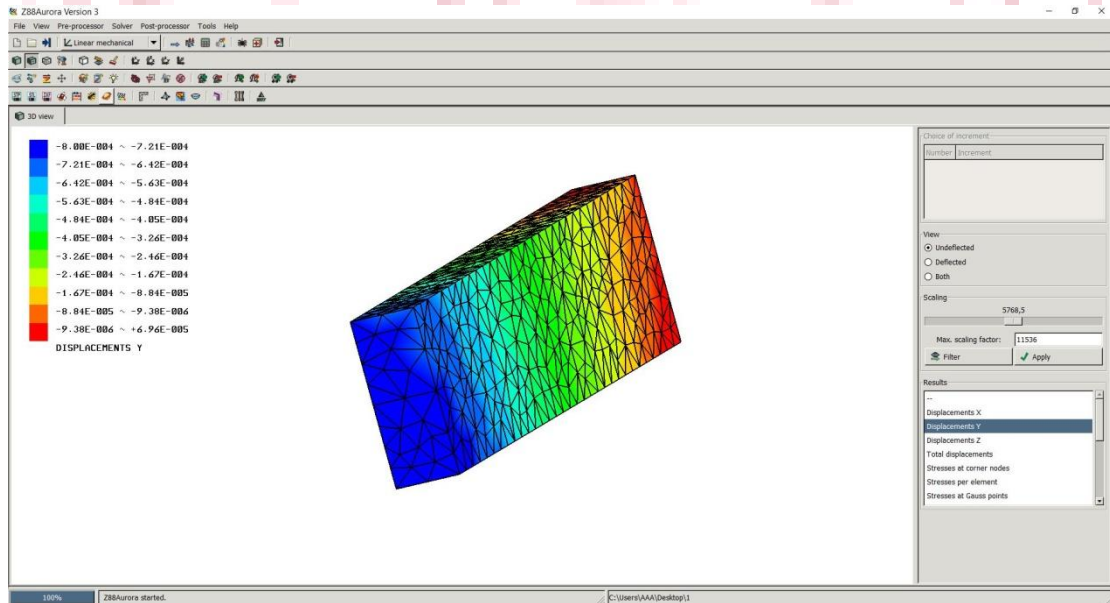 Z88Aurora Version 3
File View Pre-processor Solver Post-processor Tools Help
Linear mechanical
3D view
-8.00E-004 ~ -7.21E-004
-7.21E-004 ~ -6.42E-004
-6.42E-004 ~ -5.63E-004
-5.63E-004 ~ -4.84E-004
-4.84E-004 ~ -4.05E-004
-4.05E-004 ~ -3.26E-004
-3.26E-004 ~ -2.46E-004
-2.46E-004 ~ -1.67E-004
-1.67E-004 ~ -8.84E-005
-8.84E-005 ~ -9.38E-006
-9.38E-006 ~ +6.96E-005
DISPLACEMENTS Y
Choice of increment
Number Increment
View
Undeflected
Deflected
Both
Scaling
5768,5
Max. scaling factor: 11536
Filter Apply
Results
--
Displacements X
Displacements Y
Displacements Z
Total displacements
Stresses at corner nodes
Stresses per element
Stresses at Gauss points
100% Z88Aurora started. C:\Users\AAA\Desktop\1